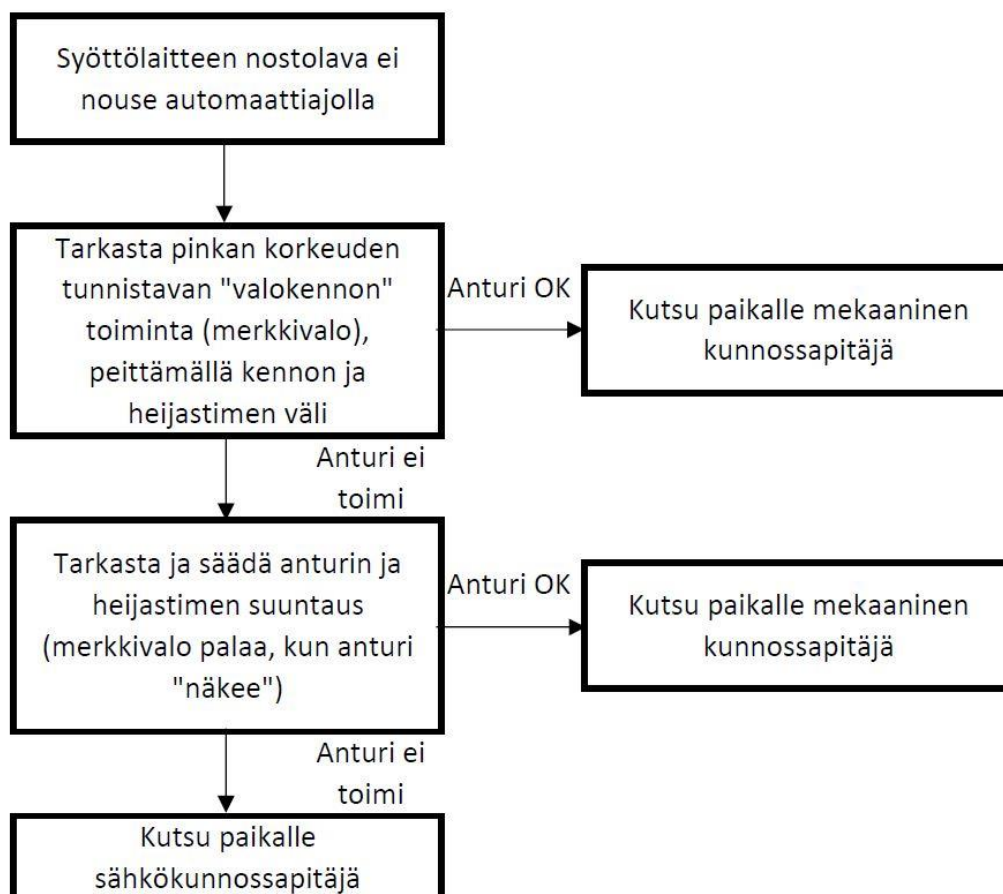 Syöttölaitteen nostolava ei
nouse automaattiajolla
Tarkasta pinkan korkeuden
tunnistavan "valokennon"
toiminta (merkkivalo),
peittämällä kennon ja
heijastimen väli
Anturi OK
Kutsu paikalle mekaaninen
kunnossapitäjä
Anturi ei
toimi
Tarkasta ja säädä anturin ja
heijastimen suuntaus
(merkkivalo palaa, kun anturi
"näkee")
Anturi OK
Kutsu paikalle mekaaninen
kunnossapitäjä
Anturi ei
toimi
Kutsu paikalle
sähkökunnossapitäjä